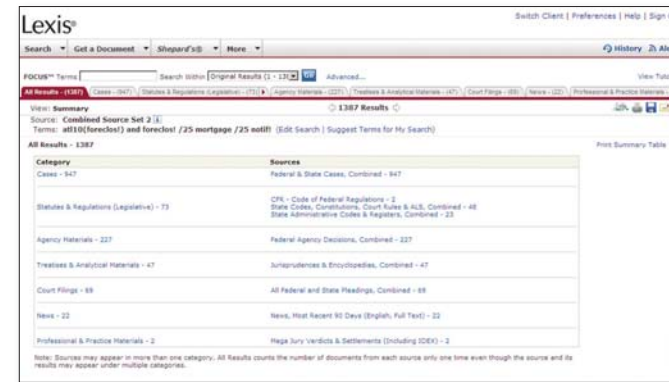 Switch Client | Preferences | Help | Sign
Lexis®
Search Get a Document Shepard's® More History Ale
FOCUS™ Terms Search Within Original Results (1 - 138 Go Advanced... View Tuto
All Results - (1387) Cases - (947) Statutes & Regulations (Legislative) - (73) Agency Materials - (227) Treatises & Analytical Materials - (47) Court Filings - (69) News - (22) Professional & Practice Materials -
View: Summary 1387 Results
Source: Combined Source Set 2
Terms: atl10(foreclos!) and foreclos! /25 mortgage /25 notif! (Edit Search | Suggest Terms for My Search)
All Results - 1387 Print Summary Table
Category Sources
Cases - 947 Federal & State Cases, Combined - 947
CFR - Code of Federal Regulations - 2
Statutes & Regulations (Legislative) - 73 State Codes, Constitutions, Court Rules & ALS, Combined - 48
State Administrative Codes & Registers, Combined - 23
Agency Materials - 227 Federal Agency Decisions, Combined - 227
Treatises & Analytical Materials - 47 Jurisprudences & Encyclopedias, Combined - 47
Court Filings - 69 All Federal and State Pleadings, Combined - 69
News - 22 News, Most Recent 90 Days (English, Full Text) - 22
Professional & Practice Materials - 2 Mega Jury Verdicts & Settlements (Including IDEX) - 2
Note: Sources may appear in more than one category. All Results counts the number of documents from each source only one time even though the source and its
results may appear under multiple categories.